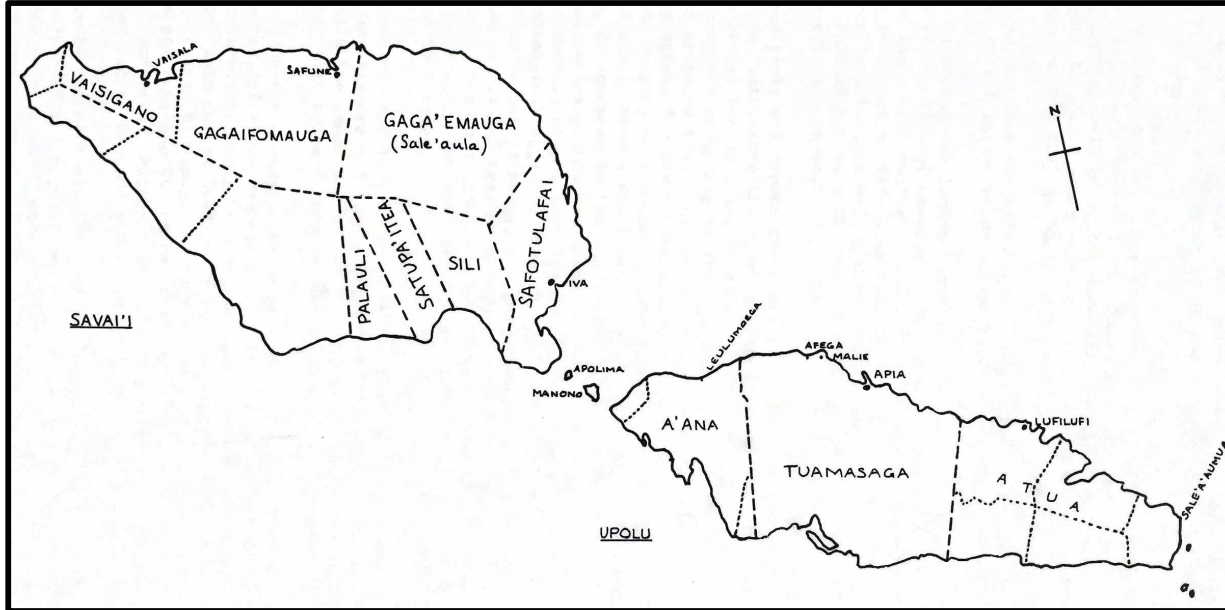 VAISALA
SAFUNE
VAISIGANO
GAGAIFOMAUGA
GAGA'EMAUGA
(Sale'aula)
N
SAFOTULAFAI
PALAULI
SATUPA'ITEA
SILI
IVA
SAVAI'I
APOLIMA
MANONO
LEULUMOEGA
AFEGA
MALIE
APIA
A'ANA
TUAMASAGA
LUFILUFI
ATUA
SALE'A'AUMUA
UPOLU